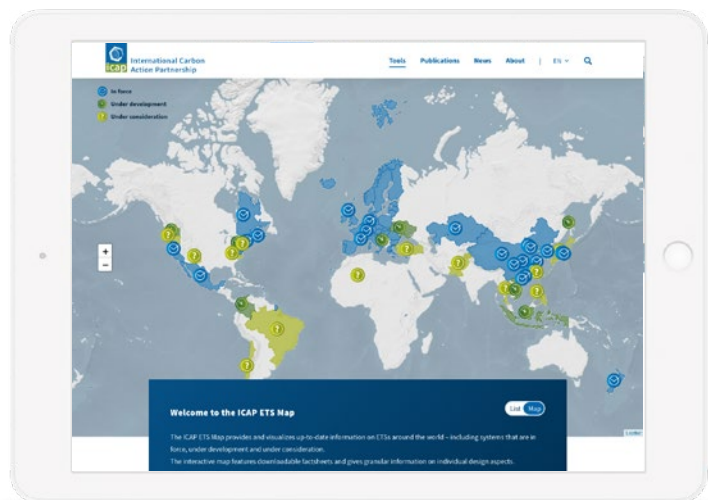 icap
International Carbon
Action Partnership
Tools Publications News About | EN
In force
Under development
Under consideration
+
−
Welcome to the ICAP ETS Map
List Map
The ICAP ETS Map provides and visualizes up-to-date information on ETSs around the world – including systems that are in
force, under development and under consideration.
The interactive map features downloadable factsheets and gives granular information on individual design aspects.
Leaflet